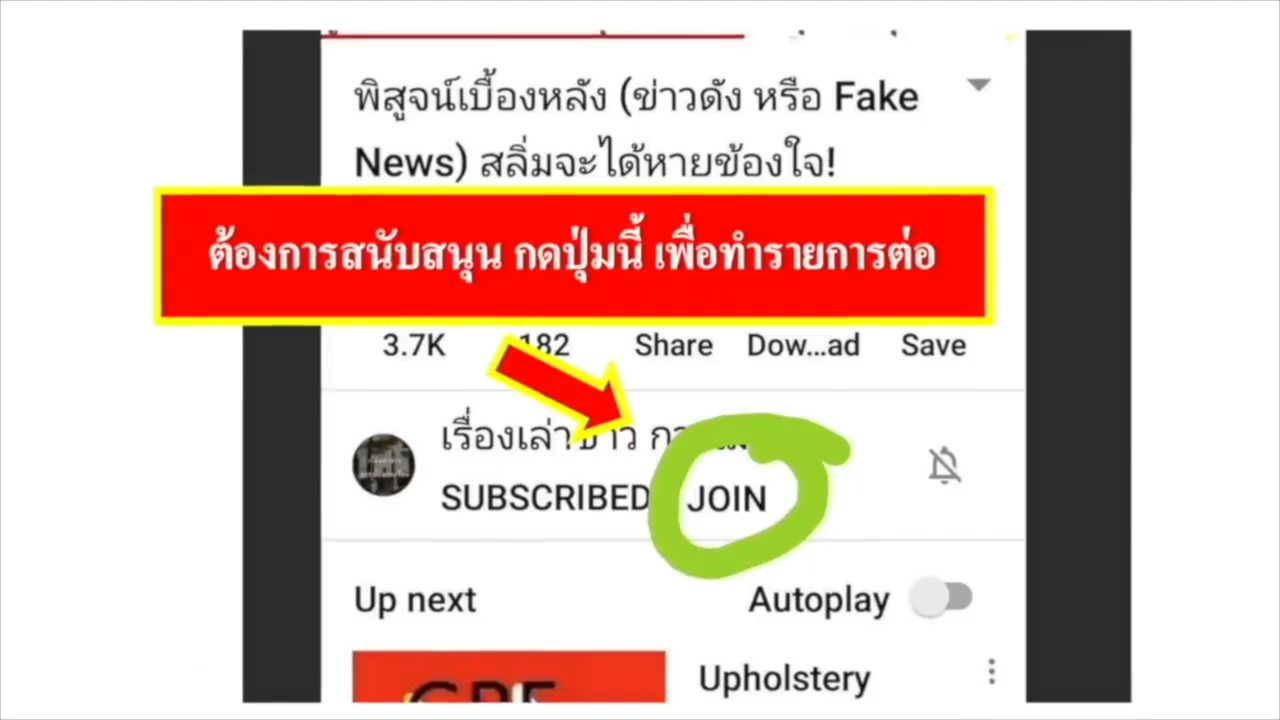 พิสูจน์เบื้องหลัง (ข่าวดัง หรือ Fake
News) สลิ่มจะได้หายข้องใจ!
ต้องการสนับสนุน กดปุ่มนี้ เพื่อทำรายการต่อ
3.7K 182 Share Dow...ad Save
เรื่องเล่าข่าว
SUBSCRIBED JOIN
Up next Autoplay
Upholstery